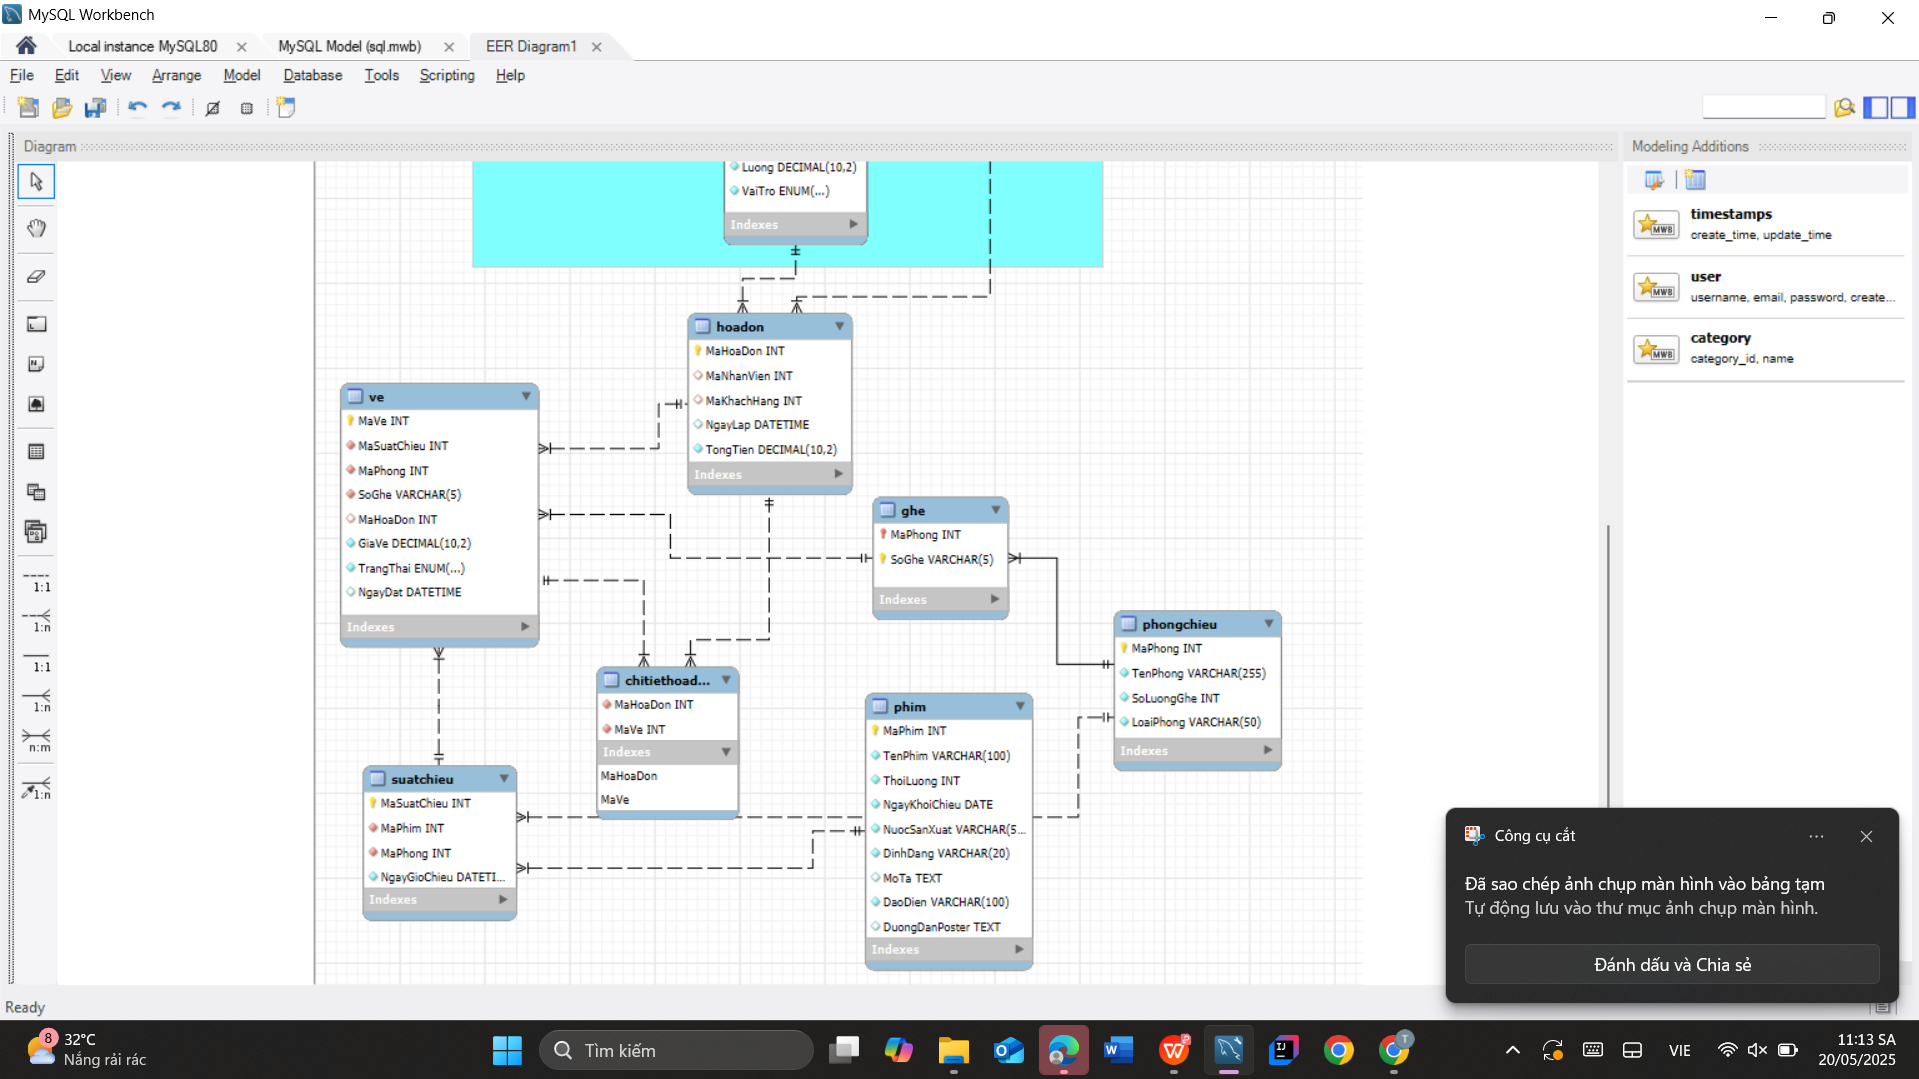 MySQL Workbench
Local instance MySQL80
MySQL Model (sql.mwb)
EER Diagram1
File Edit View Arrange Model Database Tools Scripting Help
Diagram
Modeling Additions
timestamps
create_time, update_time
user
username, email, password, create...
category
category_id, name
1:1
1:n
1:1
1:n
n:m
1:n
Luong DECIMAL(10,2)
VaiTro ENUM(...)
Indexes
hoadon
MaHoaDon INT
MaNhanVien INT
MaKhachHang INT
NgayLap DATETIME
TongTien DECIMAL(10,2)
Indexes
ve
MaVe INT
MaSuatChieu INT
MaPhong INT
SoGhe VARCHAR(5)
MaHoaDon INT
GiaVe DECIMAL(10,2)
TrangThai ENUM(...)
NgayDat DATETIME
Indexes
ghe
MaPhong INT
SoGhe VARCHAR(5)
Indexes
phongchieu
MaPhong INT
TenPhong VARCHAR(255)
SoLuongGhe INT
LoaiPhong VARCHAR(50)
Indexes
chitiethoad...
MaHoaDon INT
MaVe INT
Indexes
MaHoaDon
MaVe
phim
MaPhim INT
TenPhim VARCHAR(100)
ThoiLuong INT
NgayKhoiChieu DATE
NuocSanXuat VARCHAR(5...
DinhDang VARCHAR(20)
MoTa TEXT
DaoDien VARCHAR(100)
DuongDanPoster TEXT
Indexes
suatchieu
MaSuatChieu INT
MaPhim INT
MaPhong INT
NgayGioChieu DATETI...
Indexes
Công cụ cắt
Đã sao chép ảnh chụp màn hình vào bảng tạm
Tự động lưu vào thư mục ảnh chụp màn hình.
Đánh dấu và Chia sẻ
Ready
8
32°C
Nắng rải rác
Tìm kiếm
VIE
11:13 SA
20/05/2025